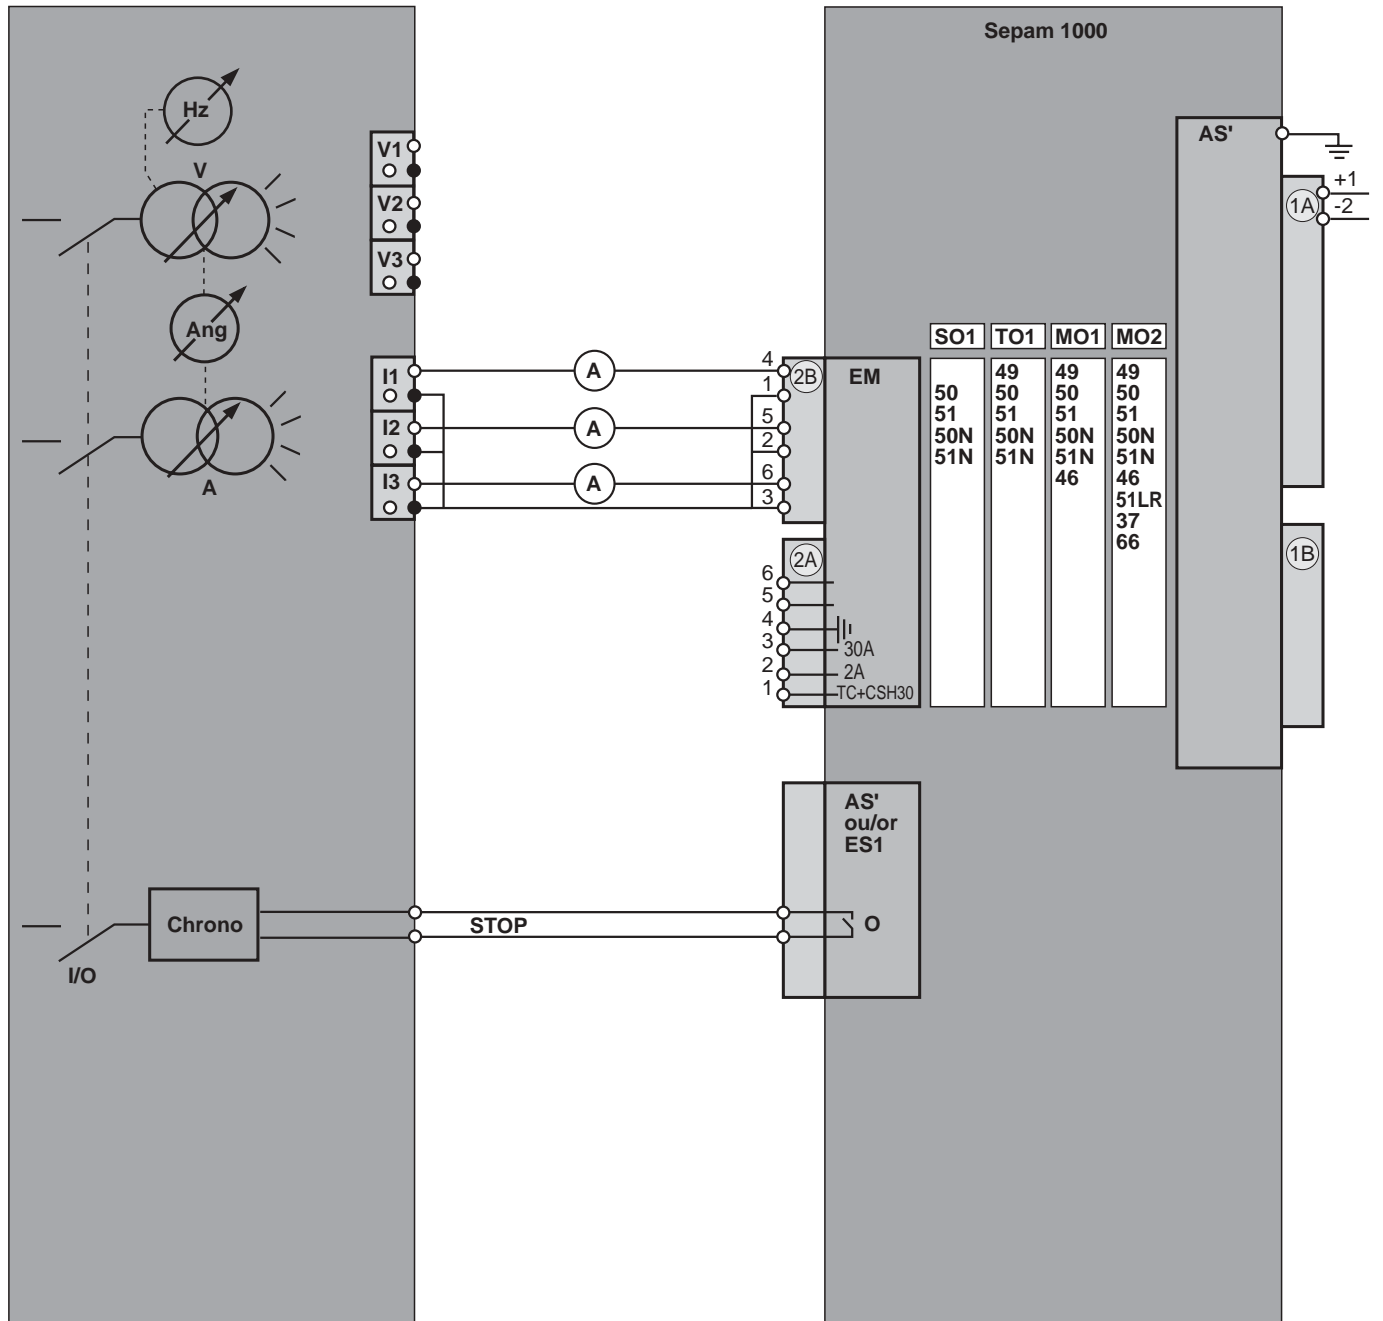 Sepam 1000
Hz
V
Ang
A
V1
V2
V3
I1
I2
I3
A
A
A
4
1
5
2
6
3
2B
EM
2A
6
5
4
3
2
1
30A
2A
TC+CSH30
SO1
50
51
50N
51N
TO1
49
50
51
50N
51N
MO1
49
50
51
50N
51N
46
MO2
49
50
51
50N
51N
46
51LR
37
66
AS'
1A
+1
-2
1B
AS'
ou/or
ES1
O
STOP
Chrono
I/O